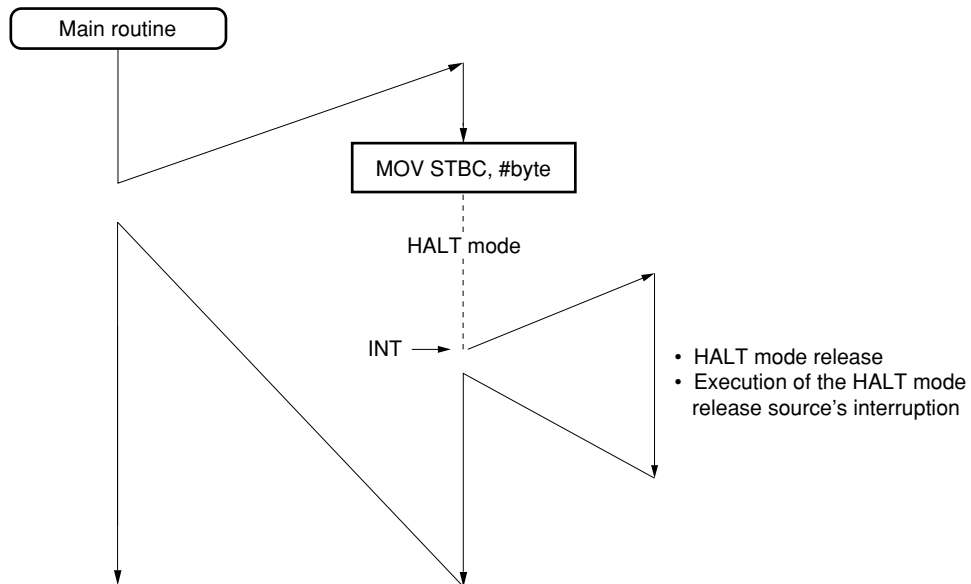 Main routine
MOV STBC, #byte
HALT mode
INT
• HALT mode release
• Execution of the HALT mode
release source's interruption